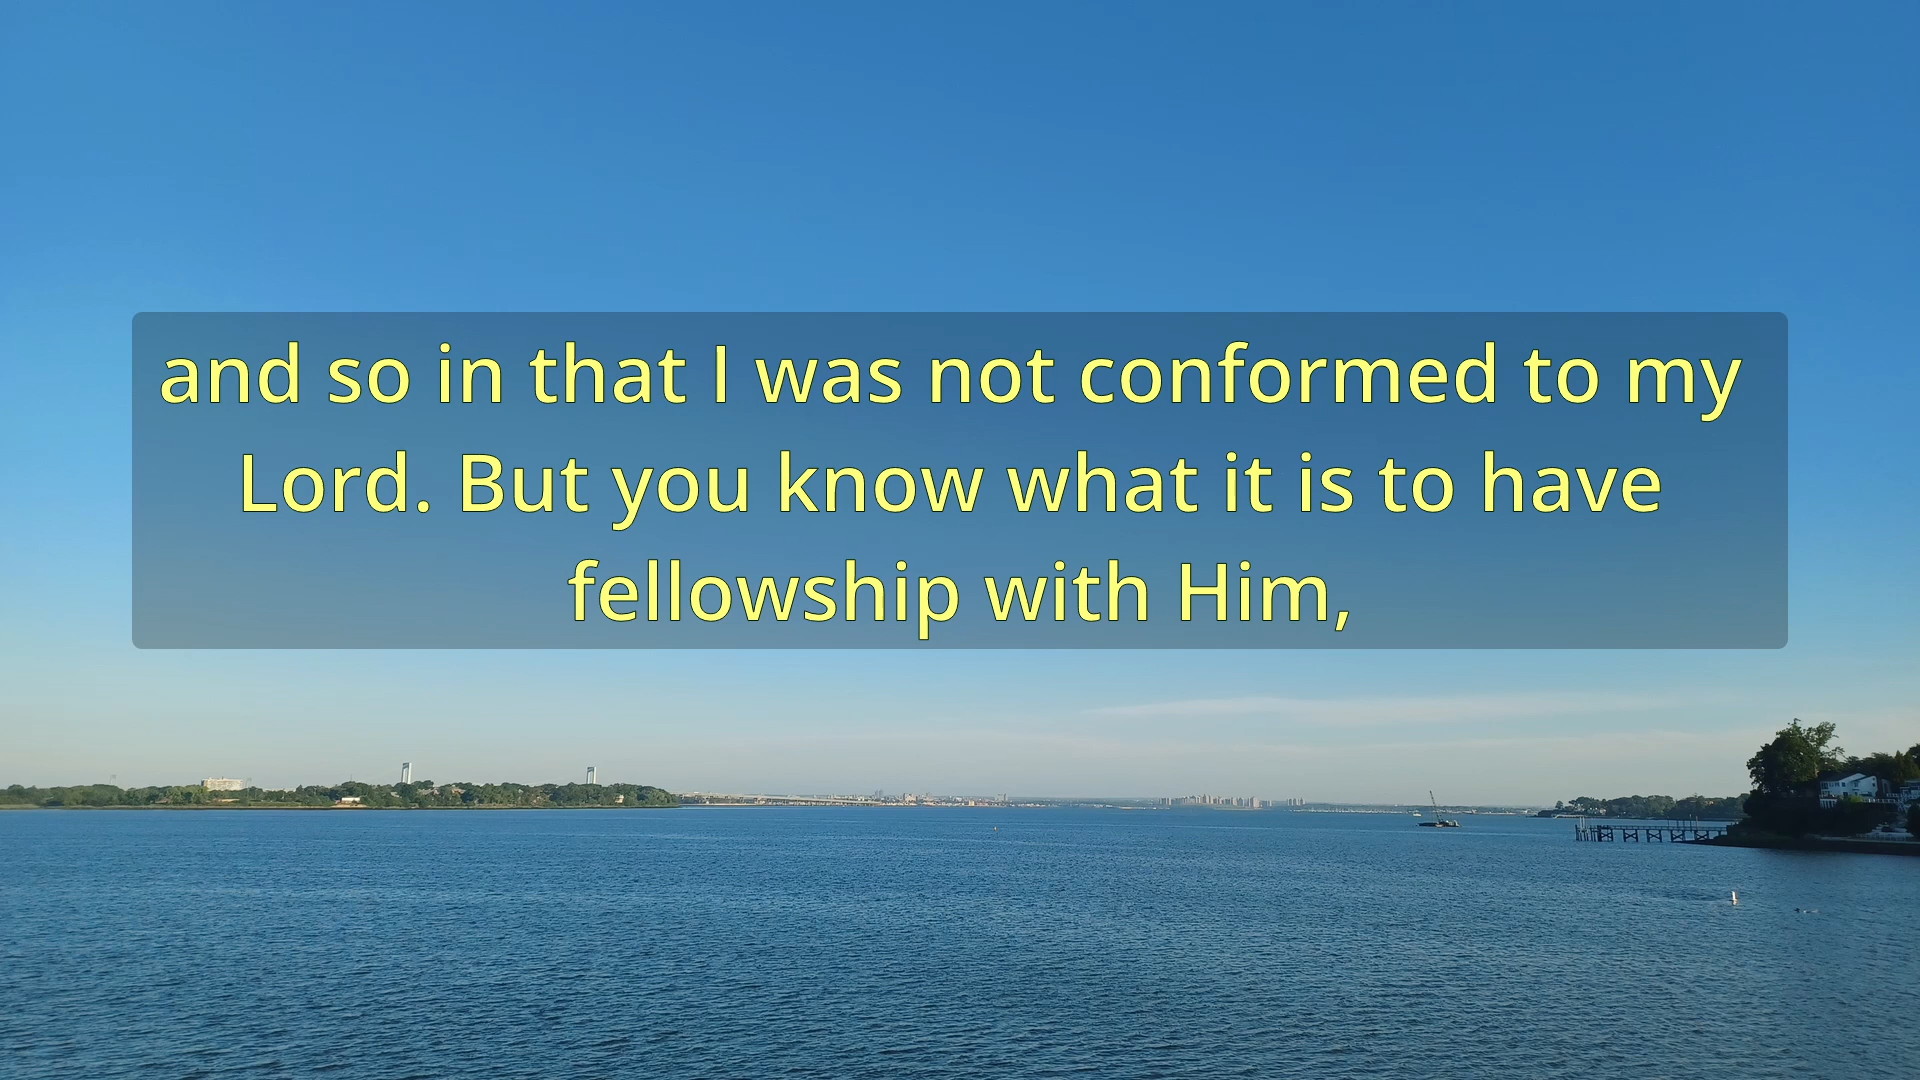 and so in that I was not conformed to my
Lord. But you know what it is to have
fellowship with Him,